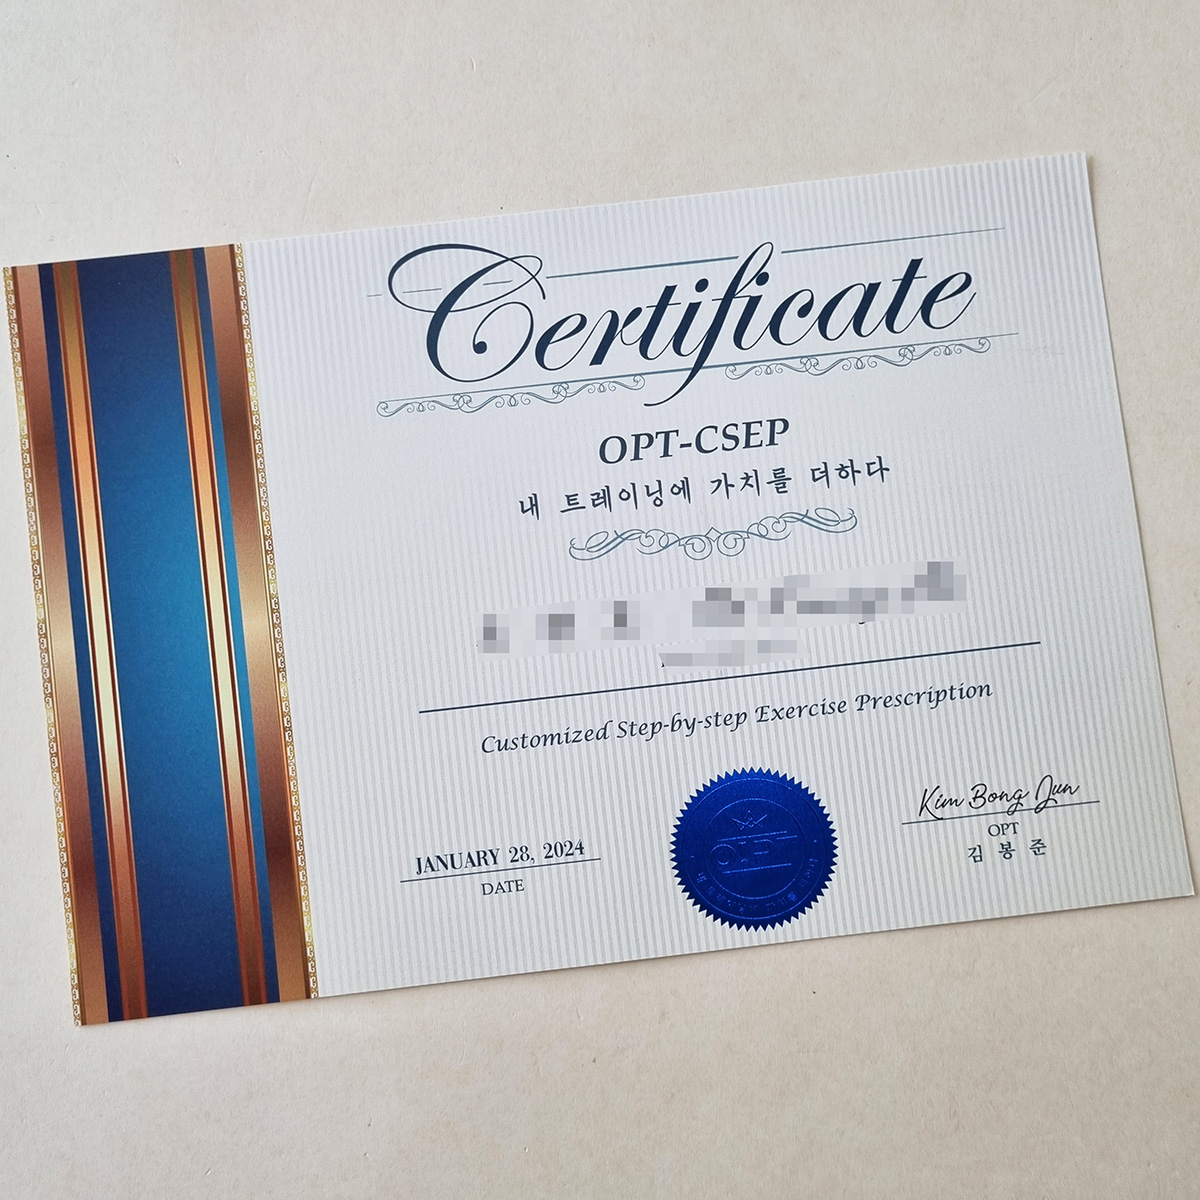 Certificate
OPT-CSEP
내 트레이닝에 가치를 더하다
Customized Step-by-step Exercise Prescription
JANUARY 28, 2024
DATE
Kim Bong Jun
OPT
김 봉 준
OPT